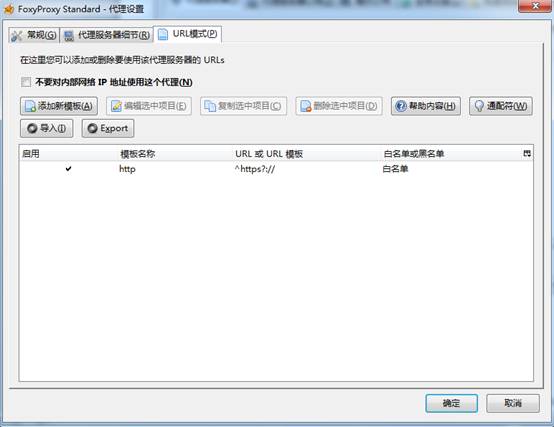 FoxyProxy Standard - 代理设置
常规(G) 代理服务器细节(R) URL模式(P)
在这里您可以添加或删除要使用该代理服务器的 URLs
不要对内部网络 IP 地址使用这个代理(N)
添加新模板(A) 编辑选中项目(E) 复制选中项目(C) 删除选中项目(D) 帮助内容(H) 通配符(W)
导入(I) Export
启用 模板名称 URL 或 URL 模板 白名单或黑名单
http ^https?:// 白名单
确定 取消